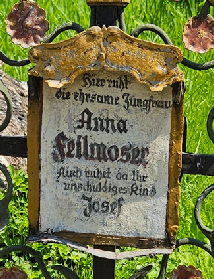 Hier ruht
die ehrsame Jungfrau
Anna
Fellmoser
Auch ruhet da Ihr
unschuldiges Kind
Josef